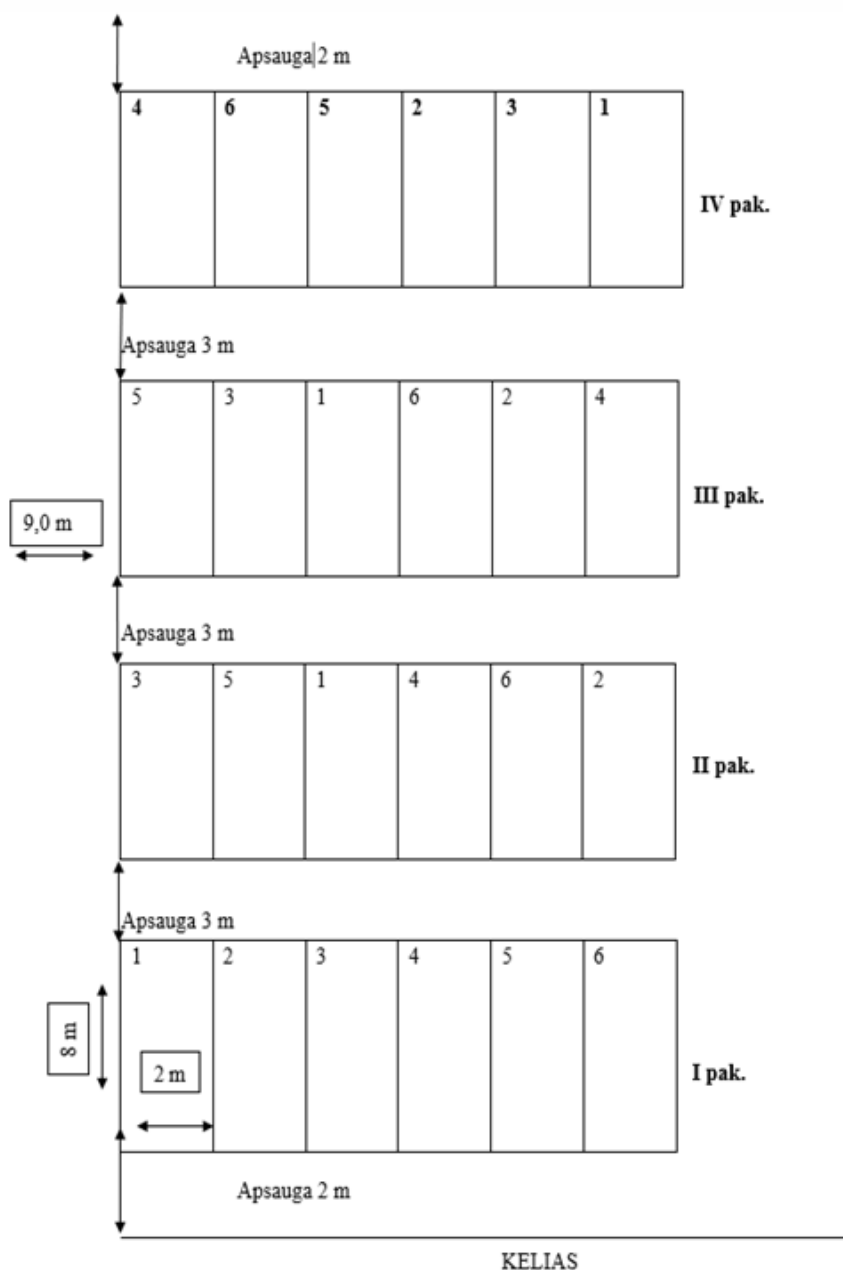 Apsauga 2 m
4 6 5 2 3 1
IV pak.
Apsauga 3 m
5 3 1 6 2 4
III pak.
9,0 m
Apsauga 3 m
3 5 1 4 6 2
II pak.
Apsauga 3 m
1 2 3 4 5 6
8 m
2 m
I pak.
Apsauga 2 m
KELIAS